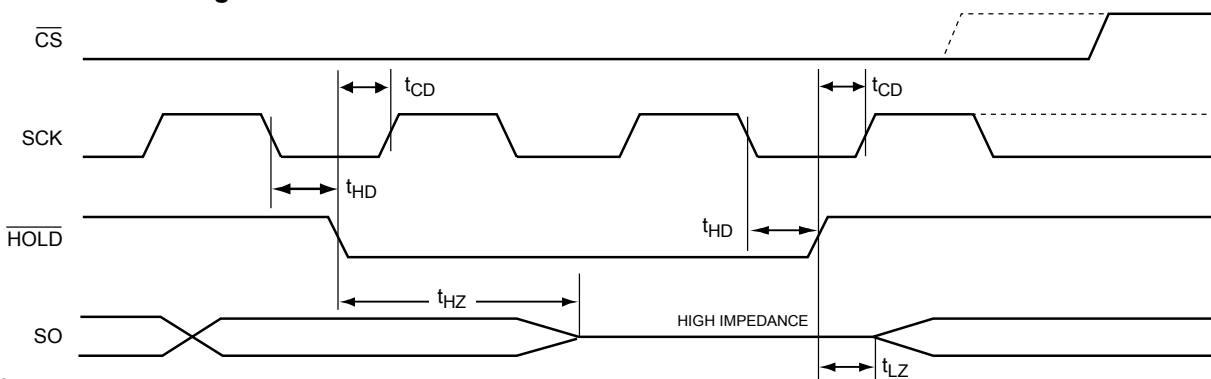 CS
tCD
tCD
SCK
tHD
HOLD
tHD
tHZ
SO
HIGH IMPEDANCE
tLZ